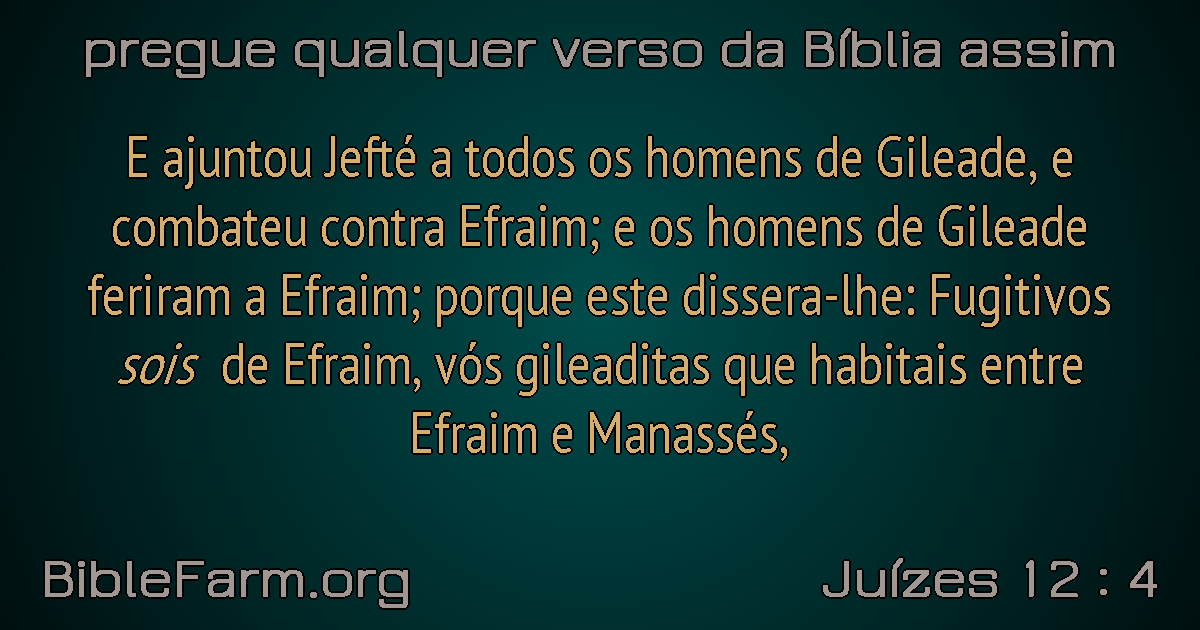 pregue qualquer verso da Bíblia assim
E ajuntou Jefté a todos os homens de Gileade, e
combateu contra Efraim; e os homens de Gileade
feriram a Efraim; porque este dissera-lhe: Fugitivos
sois de Efraim, vós gileaditas que habitais entre
Efraim e Manassés,
BibleFarm.org
Juízes 12 : 4